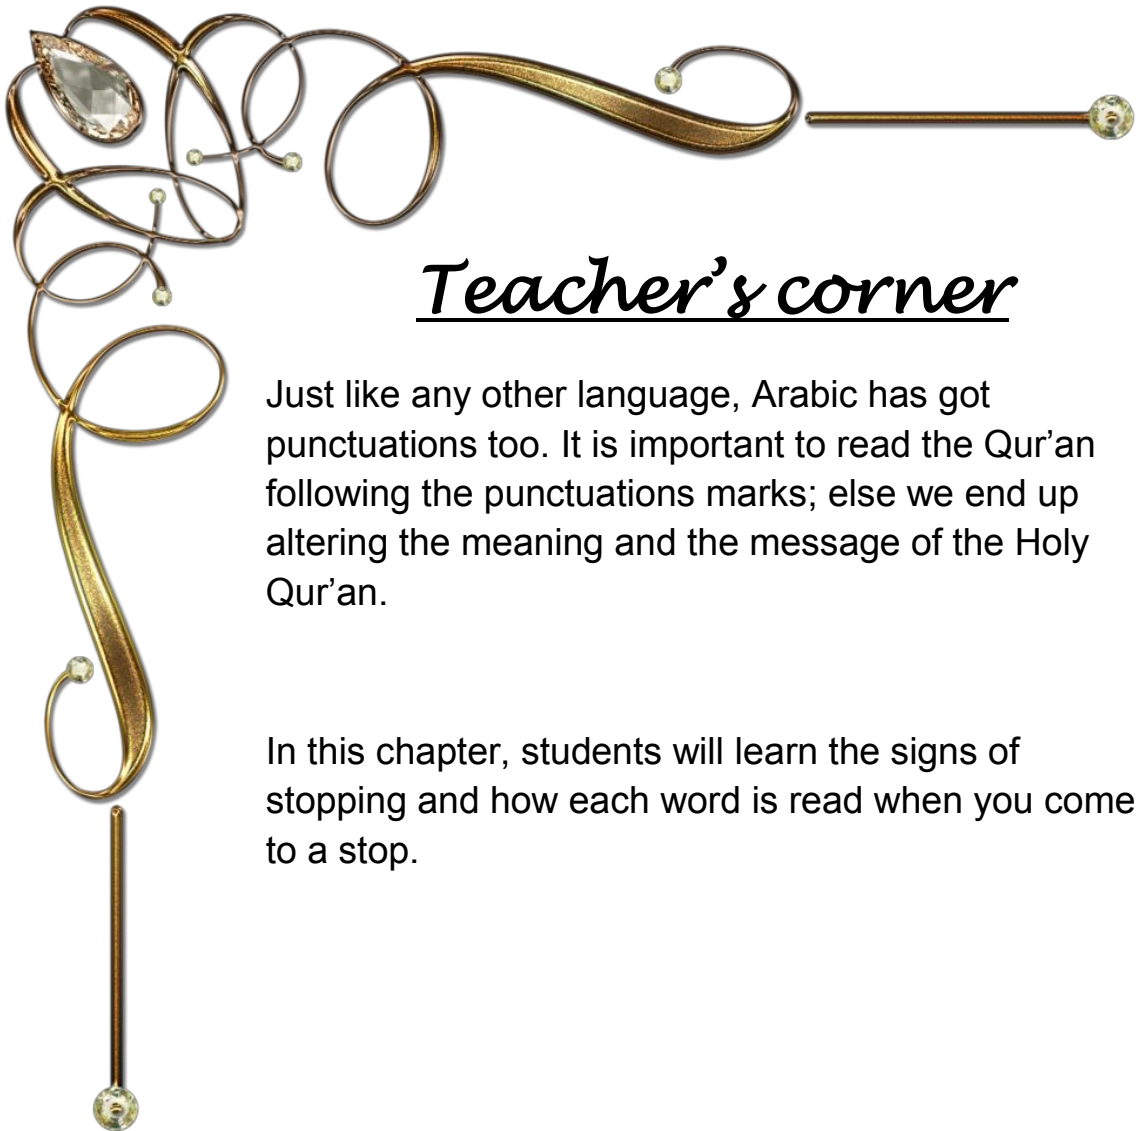 Teacher’s corner
Just like any other language, Arabic has got
punctuations too. It is important to read the Qur’an
following the punctuations marks; else we end up
altering the meaning and the message of the Holy
Qur’an.
In this chapter, students will learn the signs of
stopping and how each word is read when you come
to a stop.